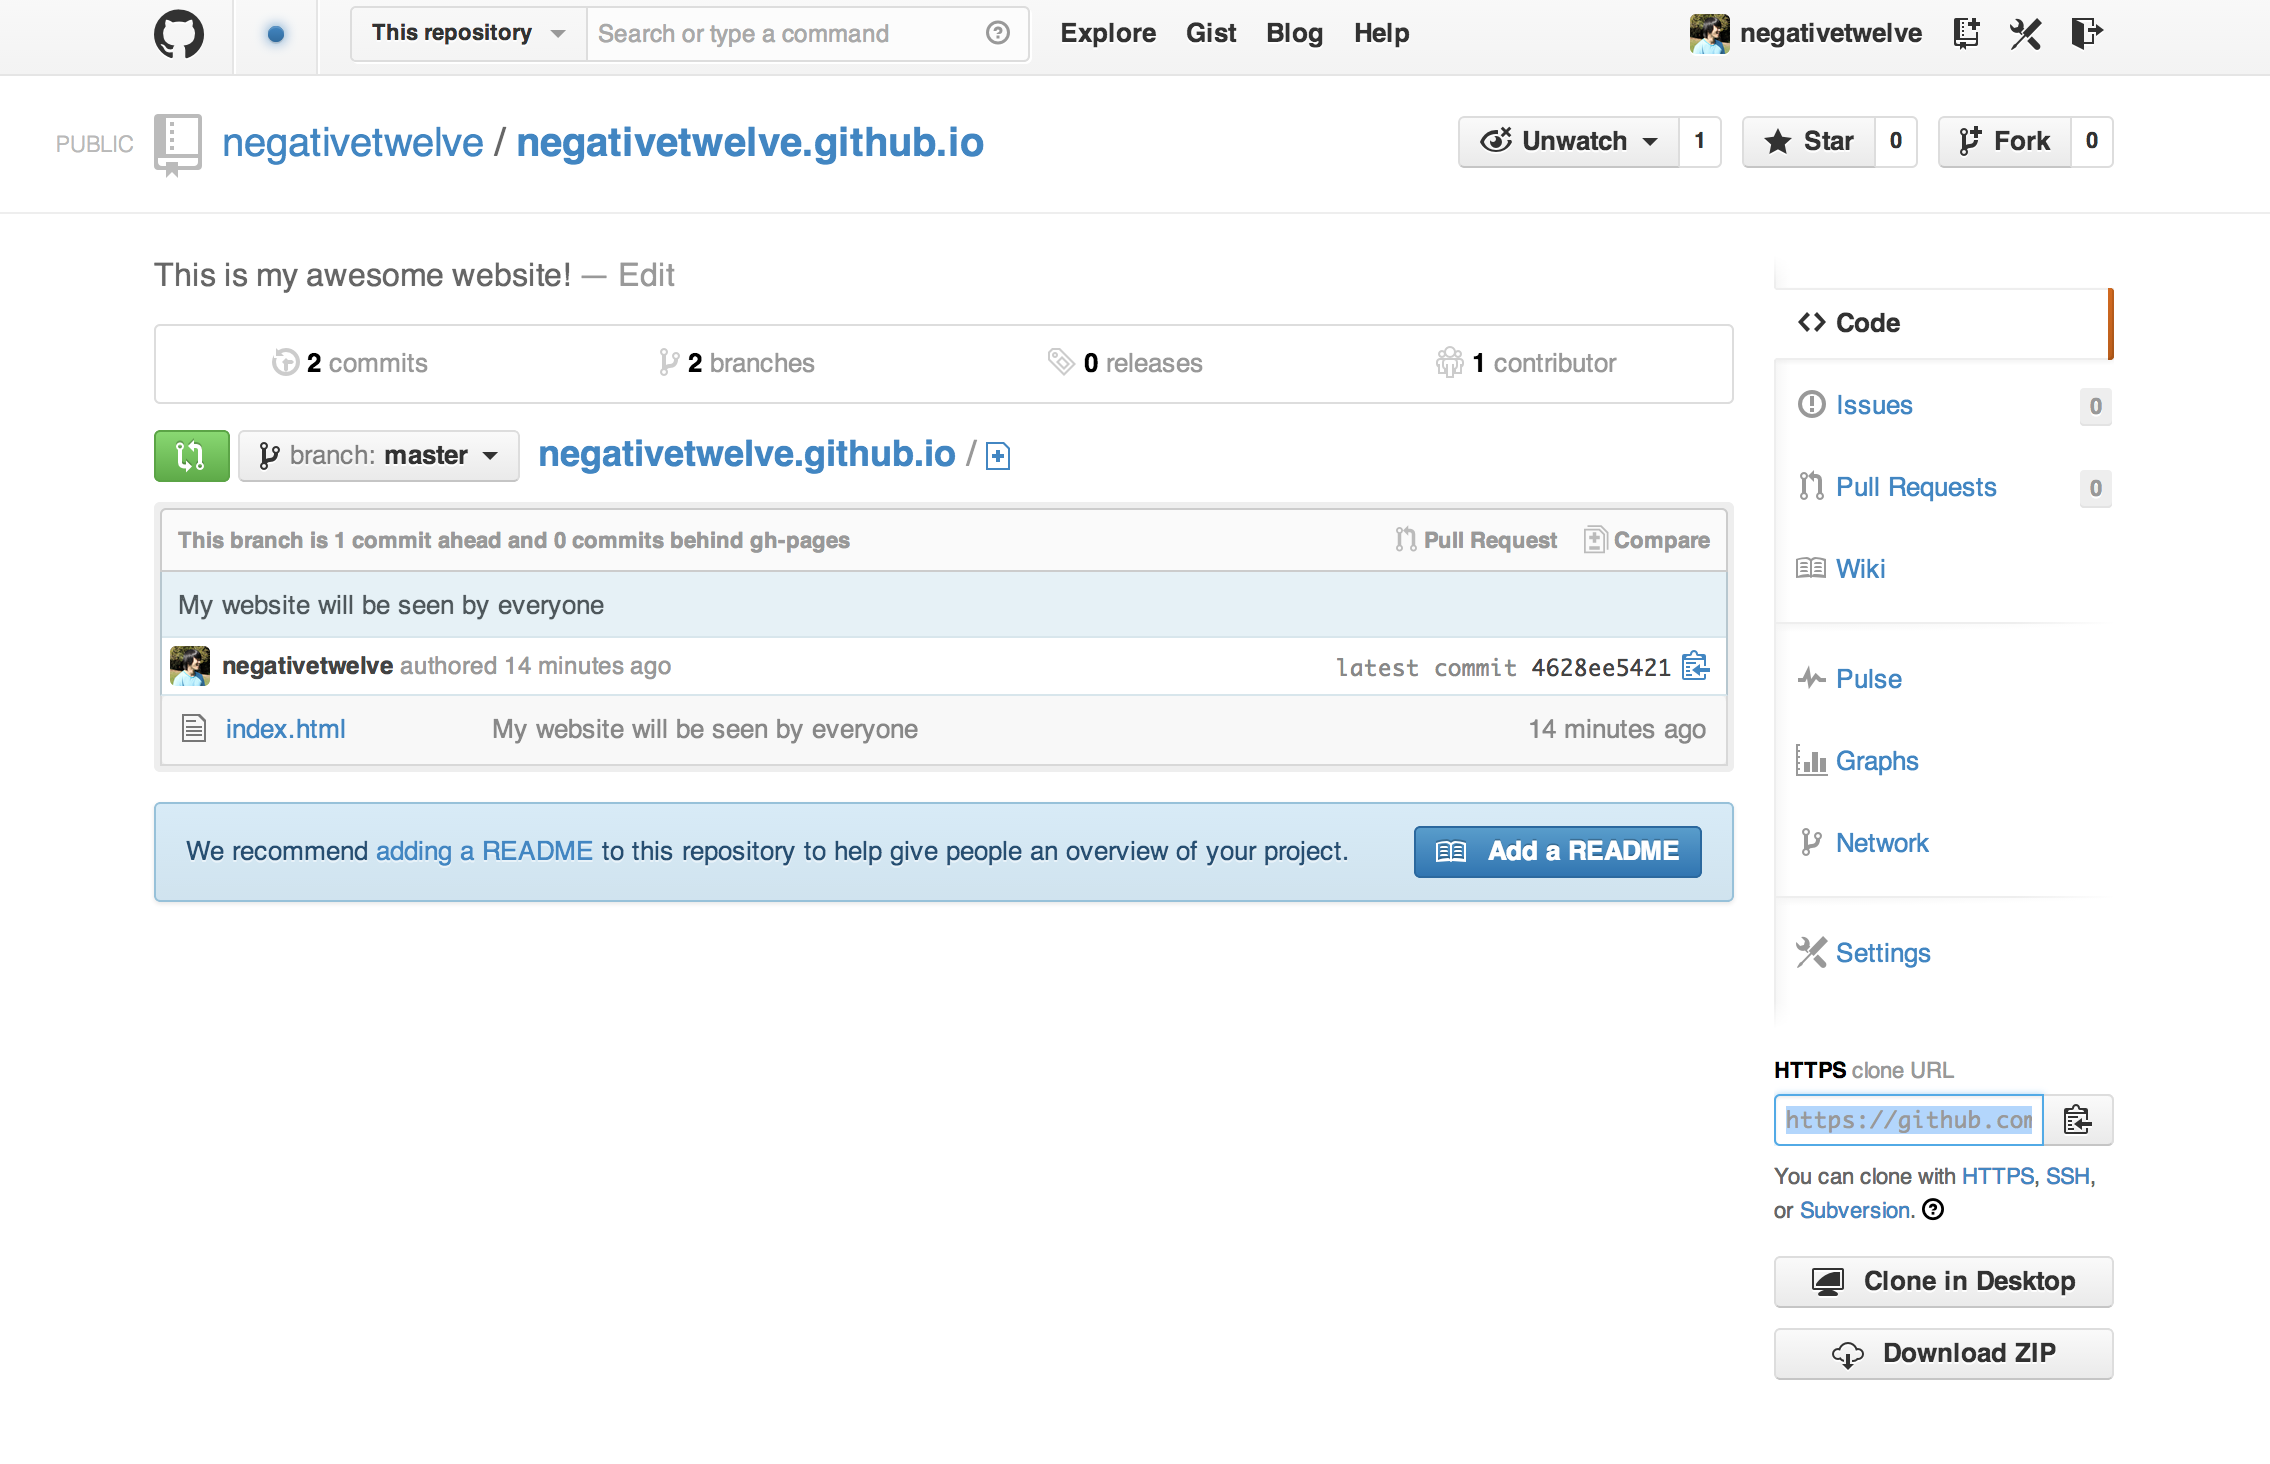 This repository Search or type a command Explore Gist Blog Help negativetwelve
PUBLIC negativetwelve / negativetwelve.github.io Unwatch 1 Star 0 Fork 0
This is my awesome website! — Edit
2 commits 2 branches 0 releases 1 contributor
branch: master negativetwelve.github.io /
This branch is 1 commit ahead and 0 commits behind gh-pages Pull Request Compare
My website will be seen by everyone
negativetwelve authored 14 minutes ago latest commit 4628ee5421
index.html My website will be seen by everyone 14 minutes ago
We recommend adding a README to this repository to help give people an overview of your project. Add a README
Code
Issues 0
Pull Requests 0
Wiki
Pulse
Graphs
Network
Settings
HTTPS clone URL
https://github.com
You can clone with HTTPS, SSH,
or Subversion.
Clone in Desktop
Download ZIP